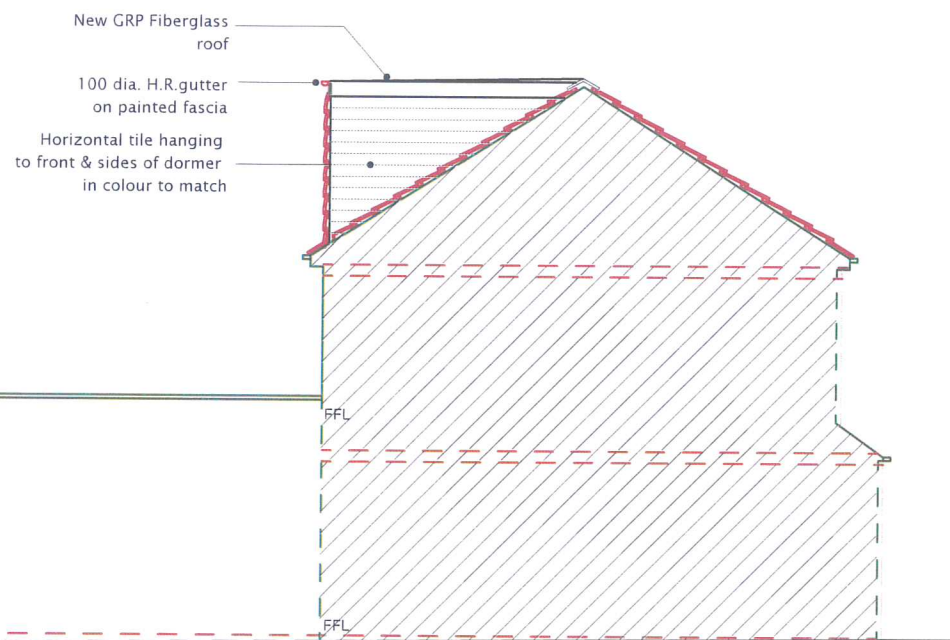 New GRP Fiberglass
roof
100 dia. H.R.gutter
on painted fascia
Horizontal tile hanging
to front & sides of dormer
in colour to match
FFL
FFL